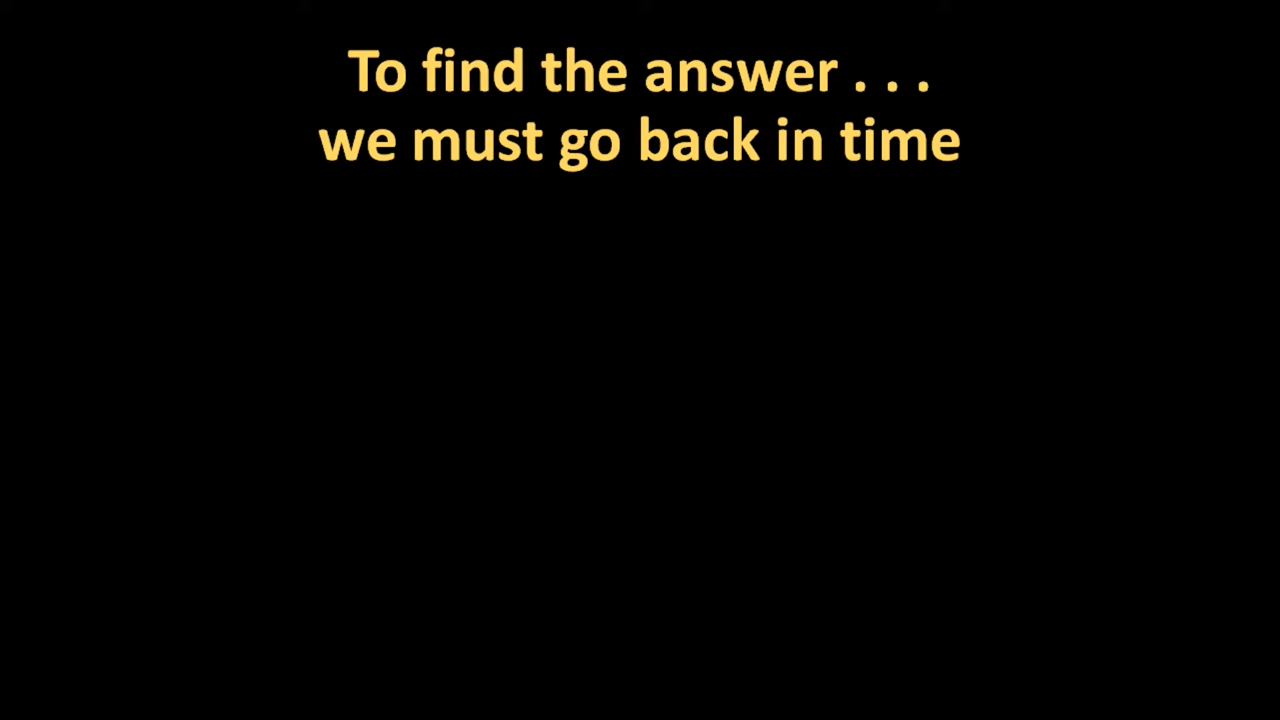 To find the answer . . .
we must go back in time